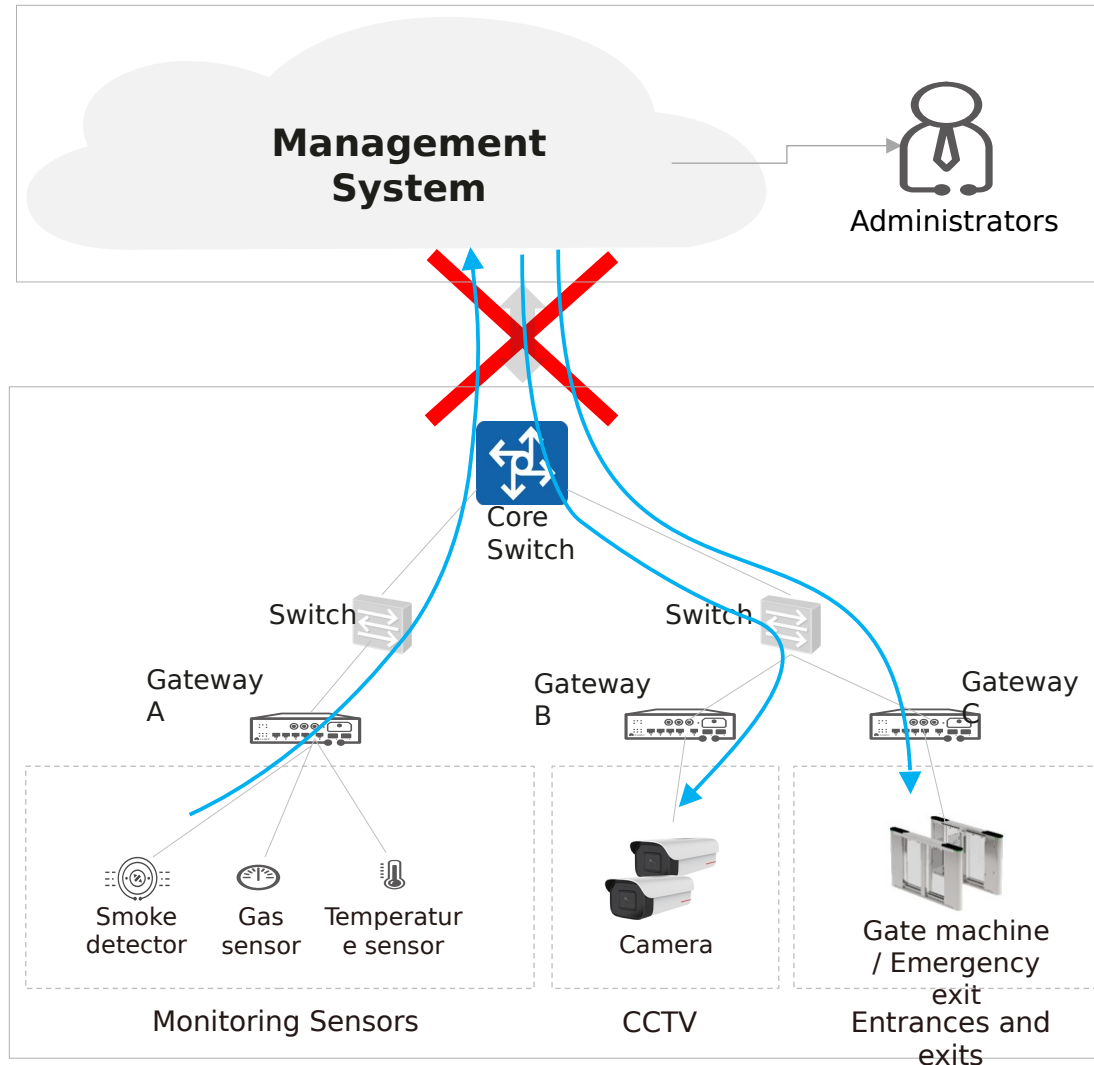 Management
System
Administrators
Core
Switch
Switch
Switch
Gateway
A
Gateway
B
Gateway
C
Smoke
detector
Gas
sensor
Temperatur
e sensor
Camera
Gate machine
/ Emergency
exit
Monitoring Sensors
CCTV
Entrances and
exits